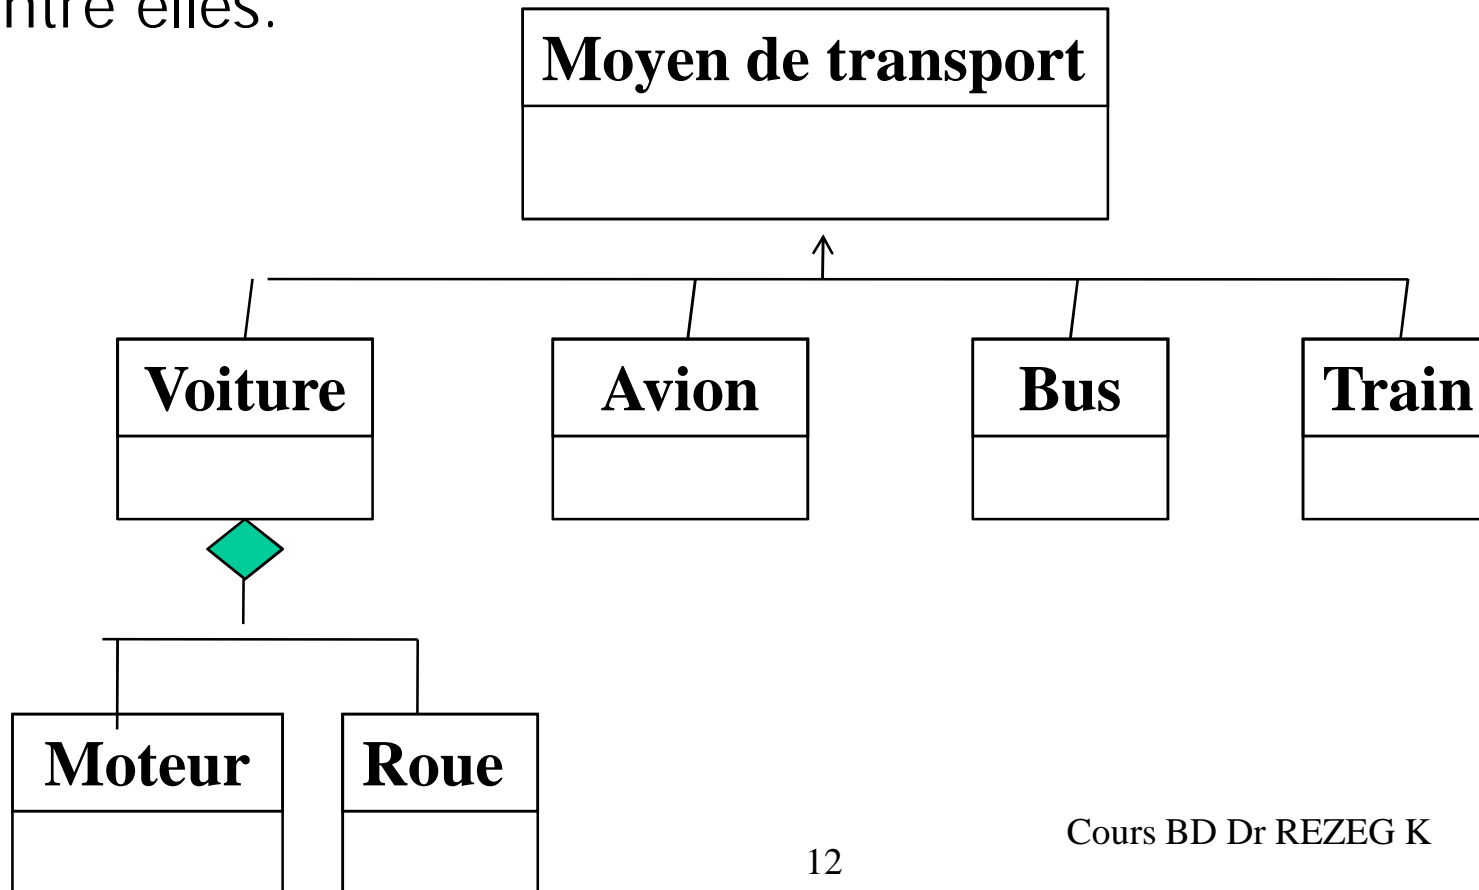 ntre elles.
Moyen de transport
Voiture Avion Bus Train
Moteur Roue
Cours BD Dr REZEG K
12